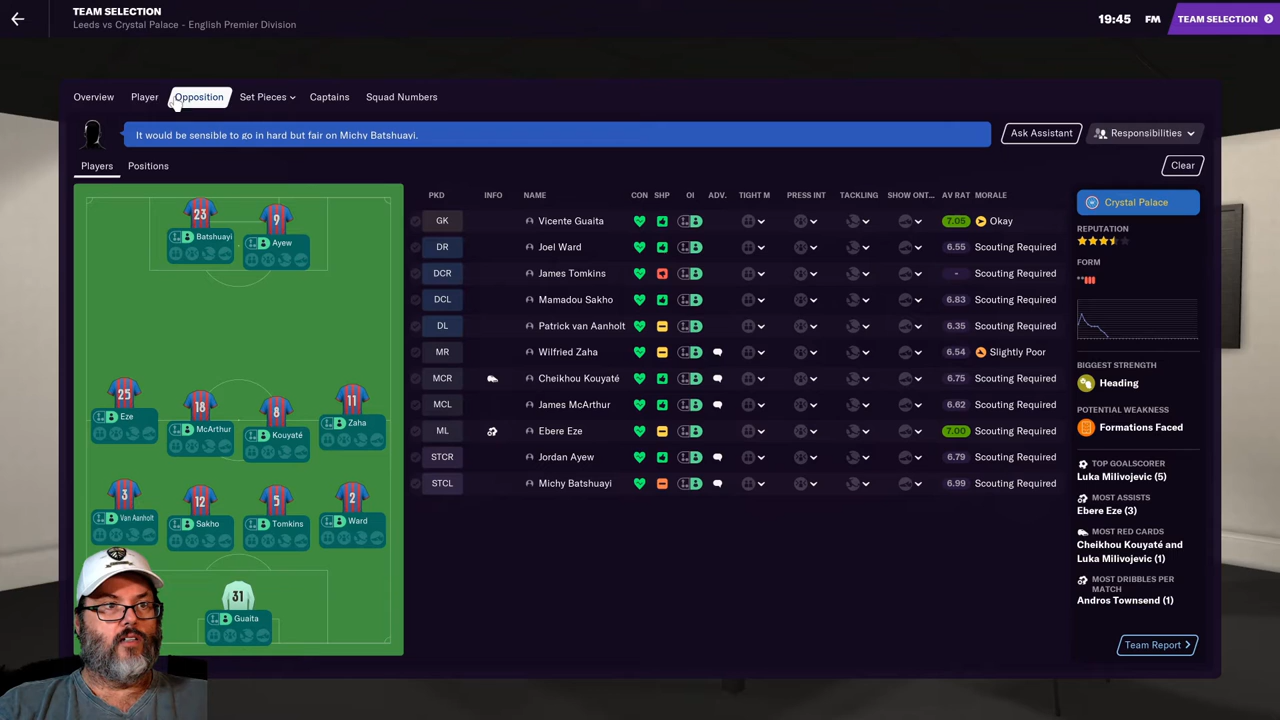 TEAM SELECTION
Leeds vs Crystal Palace - English Premier Division
19:45 FM TEAM SELECTION
Overview Player Opposition Set Pieces Captains Squad Numbers
It would be sensible to go in hard but fair on Michy Batshuayi.
Ask Assistant Responsibilities
Players Positions Clear
PKD INFO NAME CON SHP OI ADV. TIGHT M PRESS INT TACKLING SHOW ONT... AV RAT MORALE
GK Vicente Guaita 7.05 Okay
DR Joel Ward 6.55 Scouting Required
DCR James Tomkins - Scouting Required
DCL Mamadou Sakho 6.83 Scouting Required
DL Patrick van Aanholt 6.35 Scouting Required
MR Wilfried Zaha 6.54 Slightly Poor
MCR Cheikhou Kouyaté 6.75 Scouting Required
MCL James McArthur 6.62 Scouting Required
ML Ebere Eze 7.00 Scouting Required
STCR Jordan Ayew 6.79 Scouting Required
STCL Michy Batshuayi 6.99 Scouting Required
23 9
Batshuayi Ayew
25 18 8 11
Eze McArthur Kouyaté Zaha
3 12 5 2
Van Aanholt Sakho Tomkins Ward
31
Guaita
Crystal Palace
REPUTATION
FORM
BIGGEST STRENGTH
Heading
POTENTIAL WEAKNESS
Formations Faced
TOP GOALSCORER
Luka Milivojevic (5)
MOST ASSISTS
Ebere Eze (3)
MOST RED CARDS
Cheikhou Kouyaté and
Luka Milivojevic (1)
MOST DRIBBLES PER
MATCH
Andros Townsend (1)
Team Report